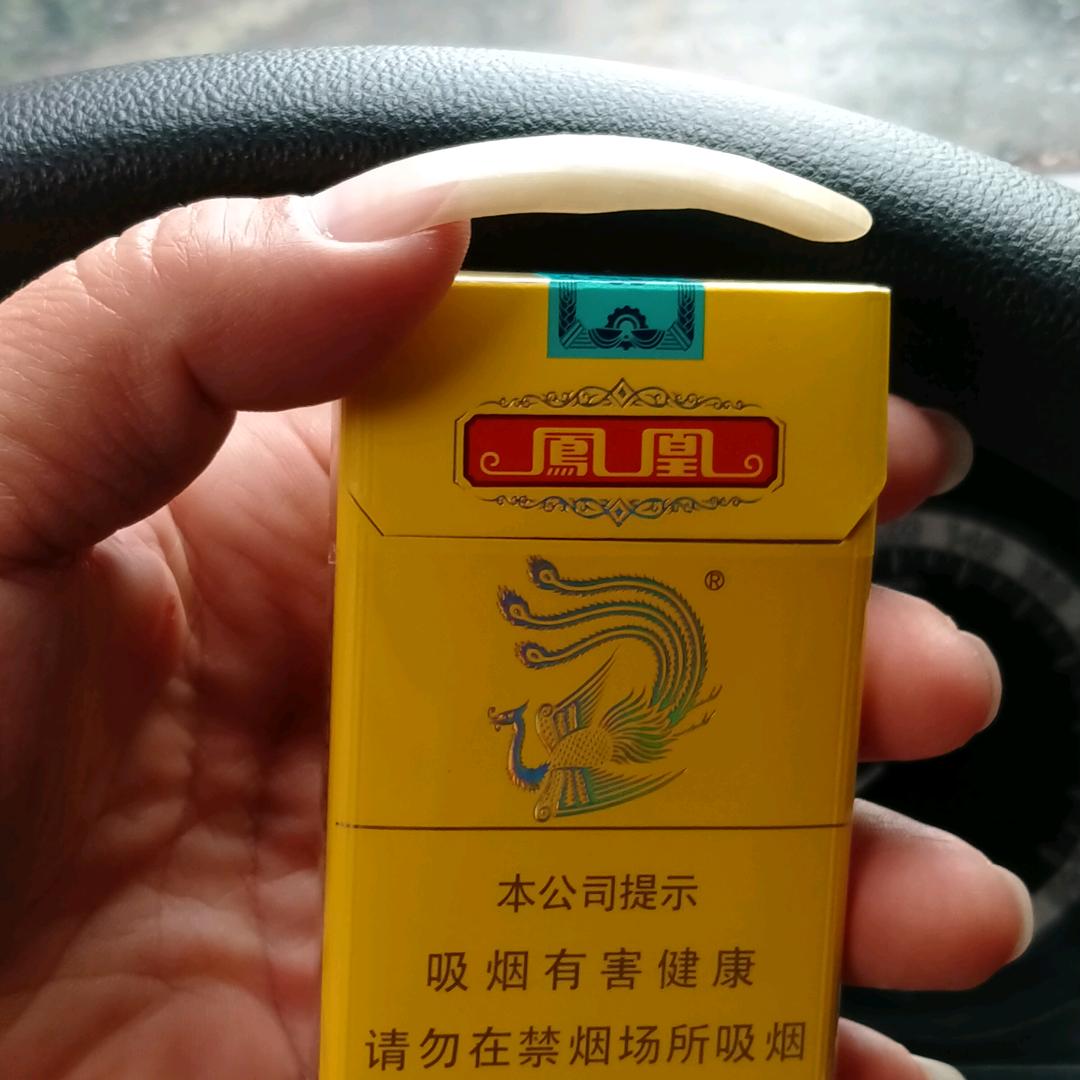 鳳凰
®
本公司提示
吸烟有害健康
请勿在禁烟场所吸烟